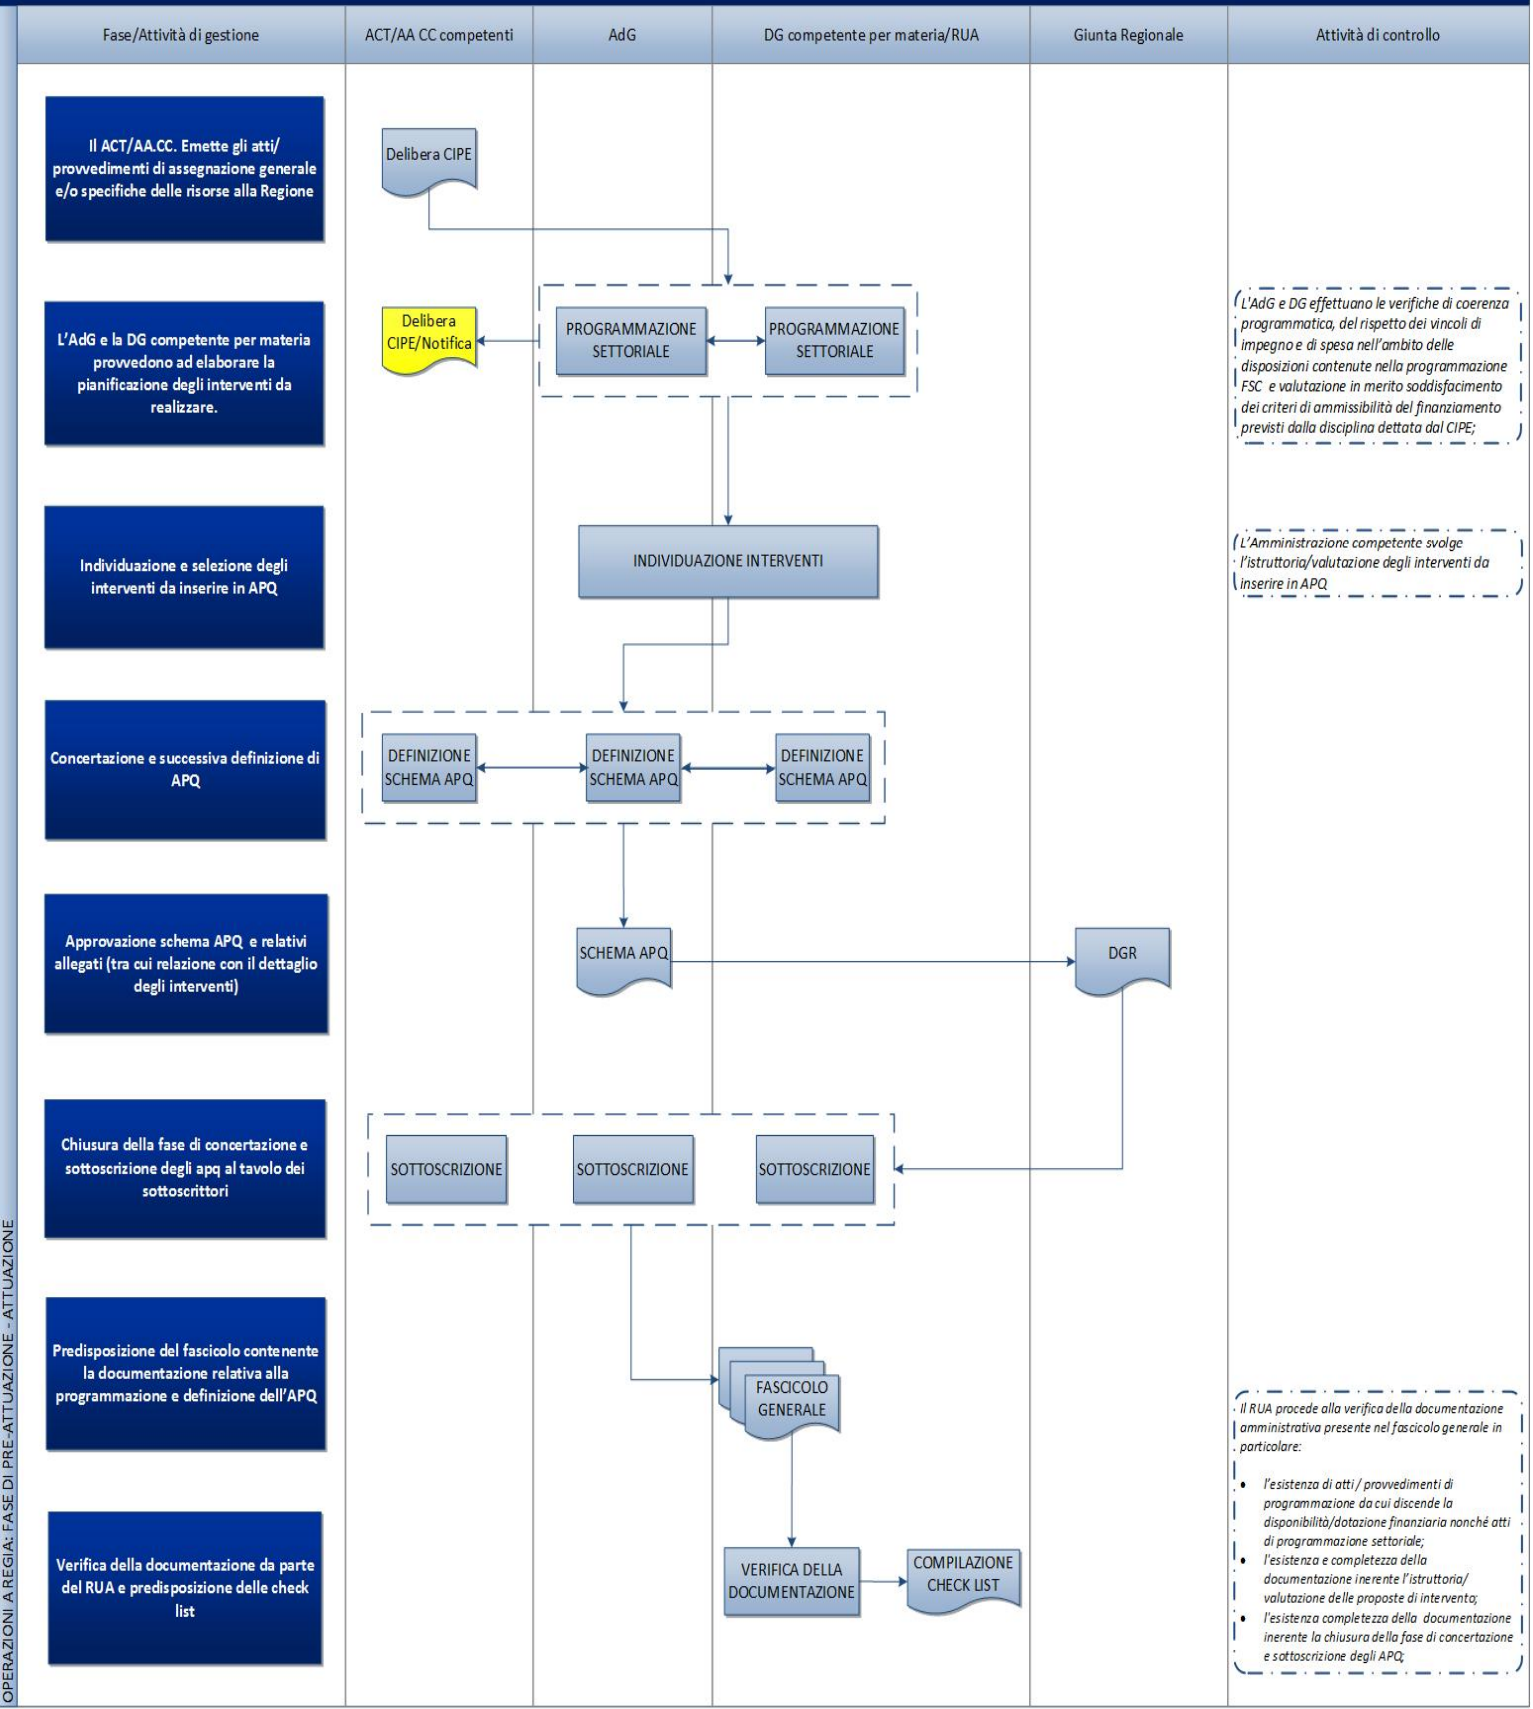 Fase/Attività di gestione
ACT/AA CC competenti
AdG
DG competente per materia/RUA
Giunta Regionale
Attività di controllo
OPERAZIONI A REGIA: FASE DI PRE-ATTUAZIONE - ATTUAZIONE
Il ACT/AA.CC. Emette gli atti/
provvedimenti di assegnazione generale
e/o specifiche delle risorse alla Regione
Delibera CIPE
L'AdG e la DG competente per materia
provvedono ad elaborare la
pianificazione degli interventi da
realizzare.
Delibera
CIPE/Notifica
PROGRAMMAZIONE
SETTORIALE
PROGRAMMAZIONE
SETTORIALE
L'AdG e DG effettuano le verifiche di coerenza
programmatica, del rispetto dei vincoli di
impegno e di spesa nell'ambito delle
disposizioni contenute nella programmazione
FSC e valutazione in merito soddisfacimento
dei criteri di ammissibilità del finanziamento
previsti dalla disciplina dettata dal CIPE;
Individuazione e selezione degli
interventi da inserire in APQ
INDIVIDUAZIONE INTERVENTI
L'Amministrazione competente svolge
l'istruttoria/valutazione degli interventi da
inserire in APQ
Concertazione e successiva definizione di
APQ
DEFINIZIONE
SCHEMA APQ
DEFINIZIONE
SCHEMA APQ
DEFINIZIONE
SCHEMA APQ
Approvazione schema APQ e relativi
allegati (tra cui relazione con il dettaglio
degli interventi)
SCHEMA APQ
DGR
Chiusura della fase di concertazione e
sottoscrizione degli apq al tavolo dei
sottoscrittori
SOTTOSCRIZIONE
SOTTOSCRIZIONE
SOTTOSCRIZIONE
Predisposizione del fascicolo contenente
la documentazione relativa alla
programmazione e definizione dell'APQ
FASCICOLO
GENERALE
Verifica della documentazione da parte
del RUA e predisposizione delle check
list
VERIFICA DELLA
DOCUMENTAZIONE
COMPILAZIONE
CHECK LIST
Il RUA procede alla verifica della documentazione
amministrativa presente nel fascicolo generale in
particolare:
• l'esistenza di atti / provvedimenti di
programmazione da cui discende la
disponibilità/dotazione finanziaria nonché atti
di programmazione settoriale;
• l'esistenza e completezza della
documentazione inerente l'istruttoria/
valutazione delle proposte di intervento;
• l'esistenza completezza della documentazione
inerente la chiusura della fase di concertazione
e sottoscrizione degli APQ;